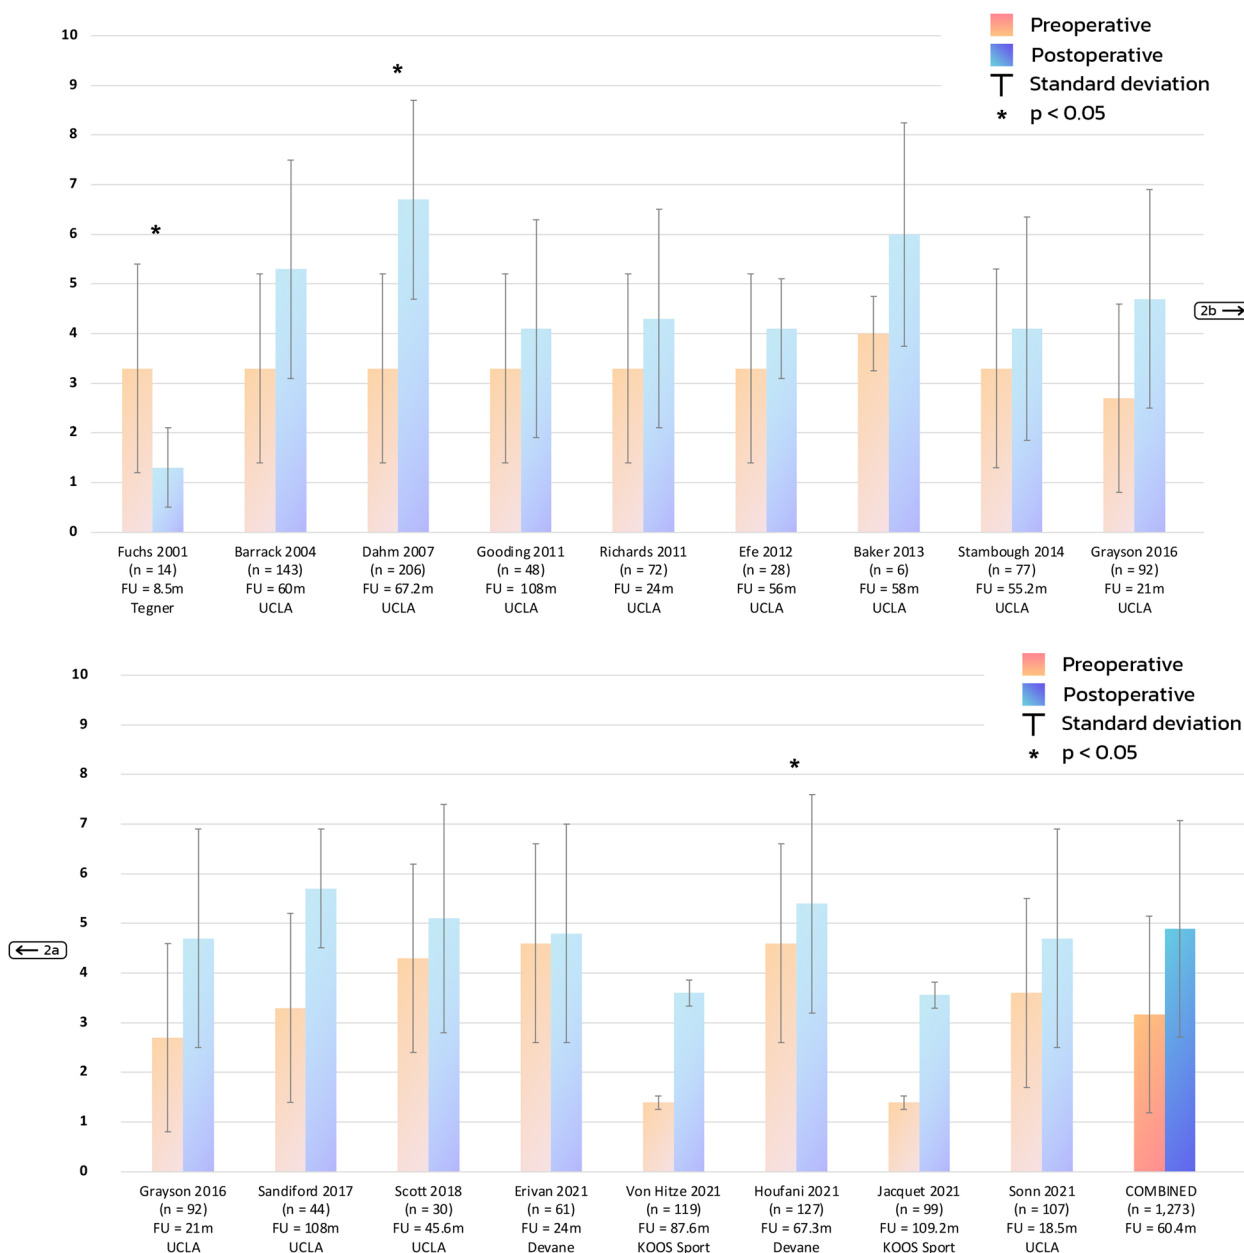 Preoperative
Postoperative
Standard deviation
* p < 0.05
10
9
8
7
6
5
4
3
2
1
0
*
*
2b →
Fuchs 2001 Barrack 2004 Dahm 2007 Gooding 2011 Richards 2011 Efe 2012 Baker 2013 Stambough 2014 Grayson 2016
(n = 14) (n = 143) (n = 206) (n = 48) (n = 72) (n = 28) (n = 6) (n = 77) (n = 92)
FU = 8.5m FU = 60m FU = 67.2m FU = 108m FU = 24m FU = 56m FU = 58m FU = 55.2m FU = 21m
Tegner UCLA UCLA UCLA UCLA UCLA UCLA UCLA UCLA
Preoperative
Postoperative
Standard deviation
* p < 0.05
10
9
8
7
6
5
4
3
2
1
0
*
← 2a
Grayson 2016 Sandiford 2017 Scott 2018 Erivan 2021 Von Hitze 2021 Houfani 2021 Jacquet 2021 Sonn 2021 COMBINED
(n = 92) (n = 44) (n = 30) (n = 61) (n = 119) (n = 127) (n = 99) (n = 107) (n = 1,273)
FU = 21m FU = 108m FU = 45.6m FU = 24m FU = 87.6m FU = 67.3m FU = 109.2m FU = 18.5m FU = 60.4m
UCLA UCLA UCLA Devane KOOS Sport Devane KOOS Sport UCLA